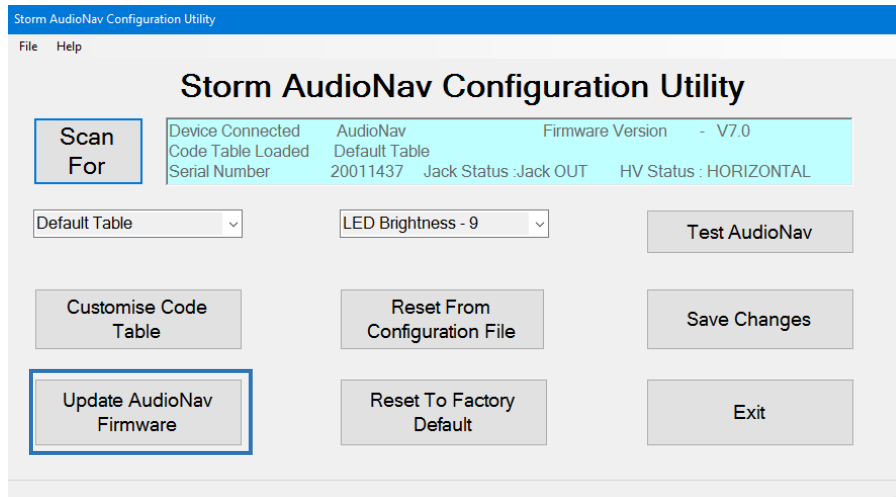 Storm AudioNav Configuration Utility
File Help
Storm AudioNav Configuration Utility
Scan
For
Device Connected AudioNav Firmware Version - V7.0
Code Table Loaded Default Table
Serial Number 20011437 Jack Status :Jack OUT HV Status : HORIZONTAL
Default Table
LED Brightness - 9
Test AudioNav
Customise Code
Table
Reset From
Configuration File
Save Changes
Update AudioNav
Firmware
Reset To Factory
Default
Exit